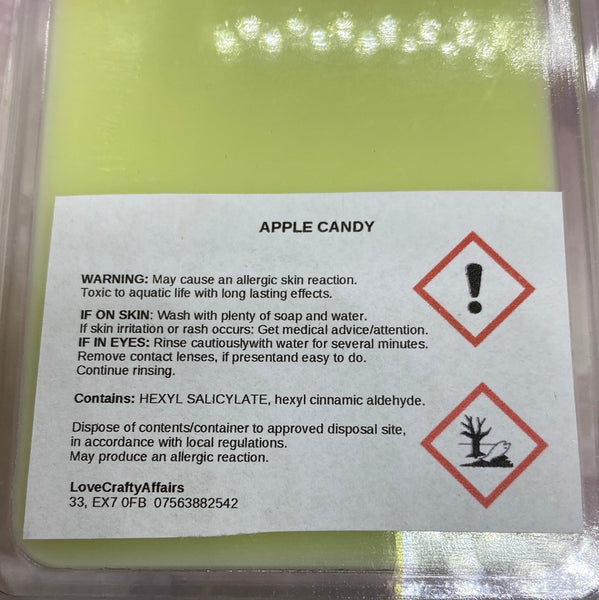 APPLE CANDY
WARNING: May cause an allergic skin reaction.
Toxic to aquatic life with long lasting effects.
IF ON SKIN: Wash with plenty of soap and water.
If skin irritation or rash occurs: Get medical advice/attention.
IF IN EYES: Rinse cautiouslywith water for several minutes.
Remove contact lenses, if presentand easy to do.
Continue rinsing.
Contains: HEXYL SALICYLATE, hexyl cinnamic aldehyde.
Dispose of contents/container to approved disposal site,
in accordance with local regulations.
May produce an allergic reaction.
LoveCraftyAffairs
33, EX7 0FB 07563882542